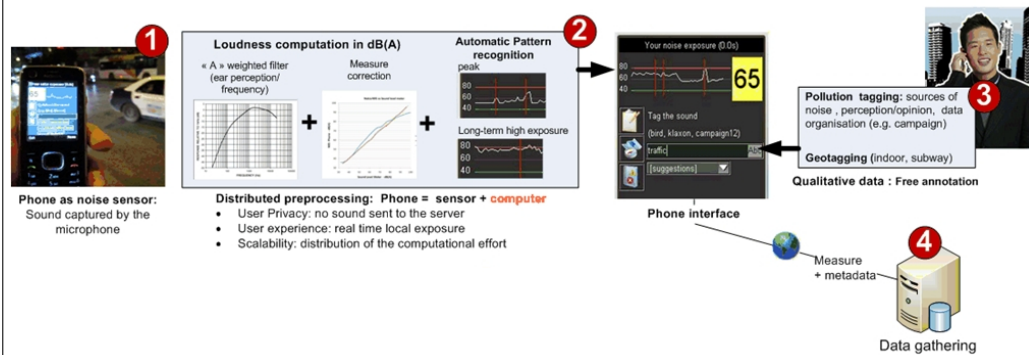 1
Phone as noise sensor:
Sound captured by the
microphone
2
Loudness computation in dB(A)
« A » weighted filter
(ear perception/
frequency)
+
Measure
correction
+
Automatic Pattern
recognition
peak
80
60
40
Long-term high exposure
80
60
40
Distributed preprocessing: Phone = sensor + computer
• User Privacy: no sound sent to the server
• User experience: real time local exposure
• Scalability: distribution of the computational effort
Your noise exposure (0.0s)
80
60
40
65
Tag the sound
(bird, klaxon, campaign12)
traffic
[suggestions]
Phone interface
3
Pollution tagging: sources of
noise , perception/opinion, data
organisation (e.g. campaign)
Geotagging (indoor, subway)
Qualitative data : Free annotation
4
Measure
+ metadata
Data gathering